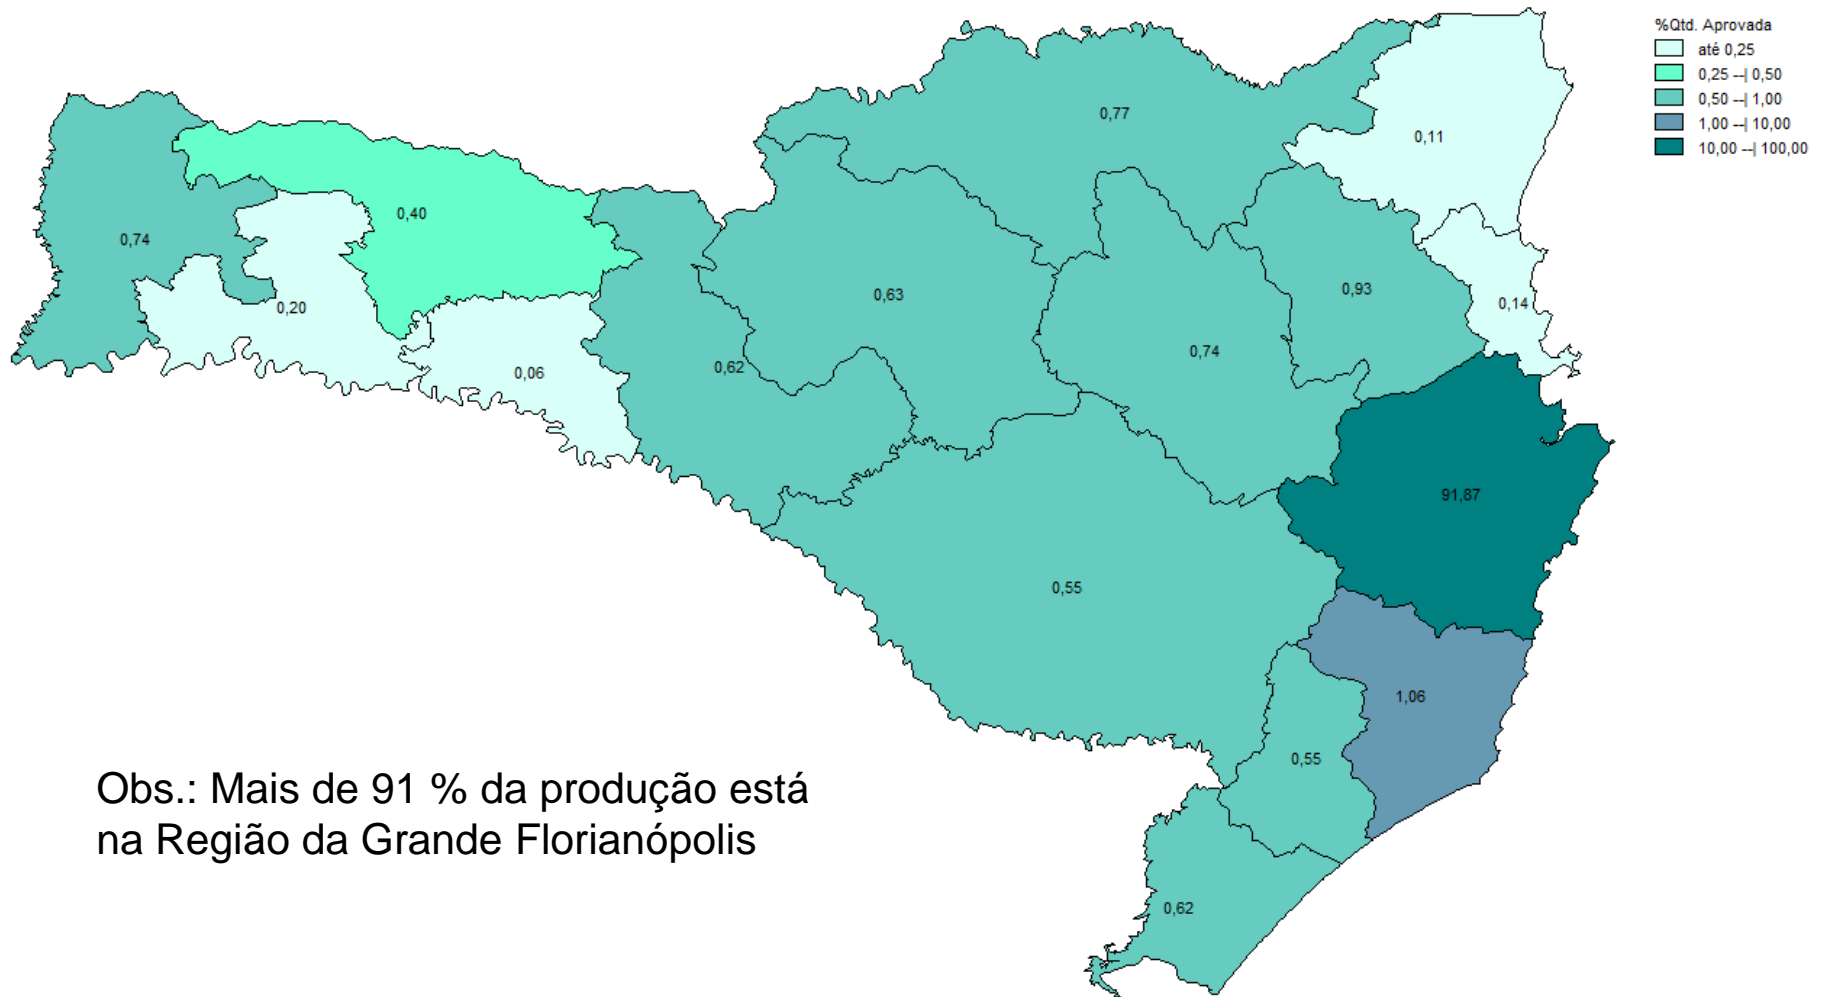 %Qtd. Aprovada
até 0,25
0,25 --| 0,50
0,50 --| 1,00
1,00 --| 10,00
10,00 --| 100,00
0,77
0,11
0,40
0,74
0,20
0,63
0,93
0,14
0,06
0,62
0,74
91,87
0,55
1,06
0,55
0,62
Obs.: Mais de 91 % da produção está
na Região da Grande Florianópolis